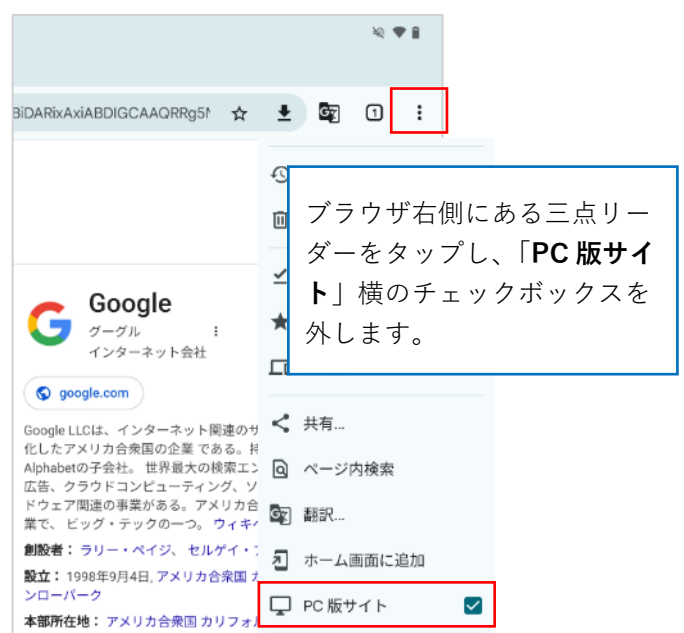 BiDARixAxiABDIGCAAQRRg5
1
ブラウザ右側にある三点リー
ダーをタップし、「PC 版サイ
ト」横のチェックボックスを
外します。
Google
グーグル
インターネット会社
google.com
Google LLCは、インターネット関連のサ
化したアメリカ合衆国の企業 である。持
Alphabetの子会社。 世界最大の検索エン
広告、クラウドコンピューティング、ソ
ドウェア関連の事業がある。アメリカ合
業で、 ビッグ・テックの一つ。 ウィキ
創設者： ラリー・ペイジ、 セルゲイ・
設立： 1998年9月4日, アメリカ合衆国 カ
ンローパーク
本部所在地： アメリカ合衆国 カリフォル
共有...
ページ内検索
翻訳...
ホーム画面に追加
PC 版サイト